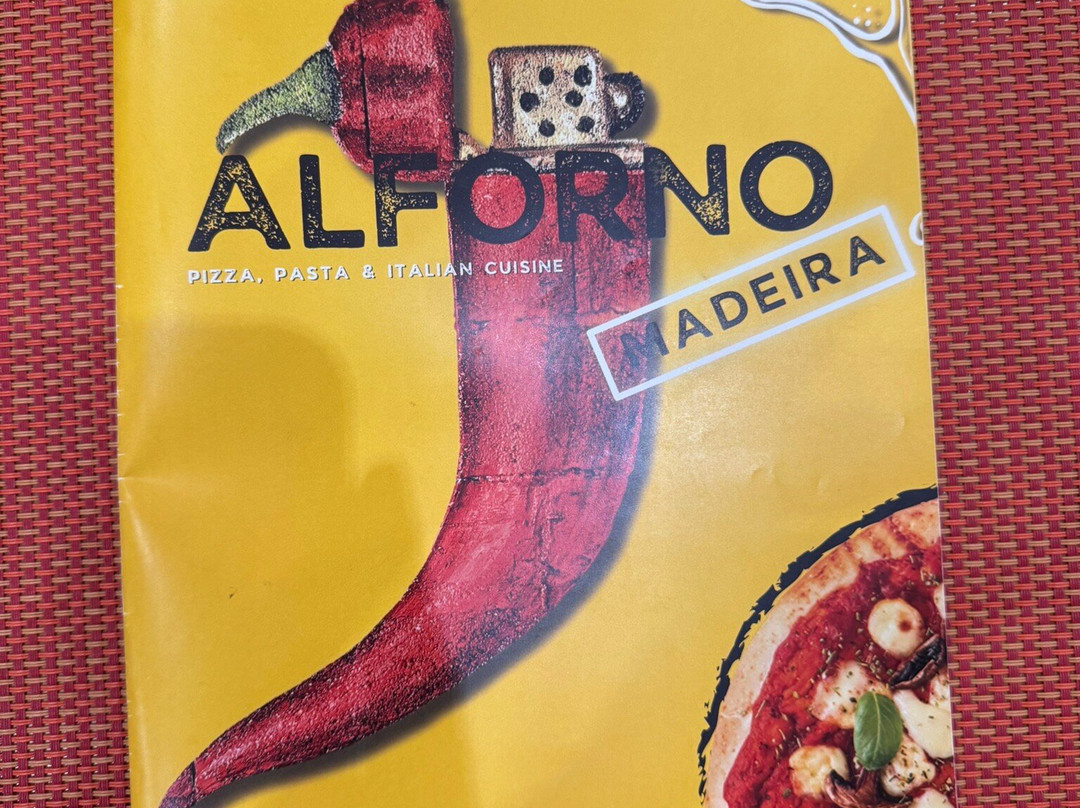 ALFORNO
PIZZA, PASTA & ITALIAN CUISINE
MADEIRA